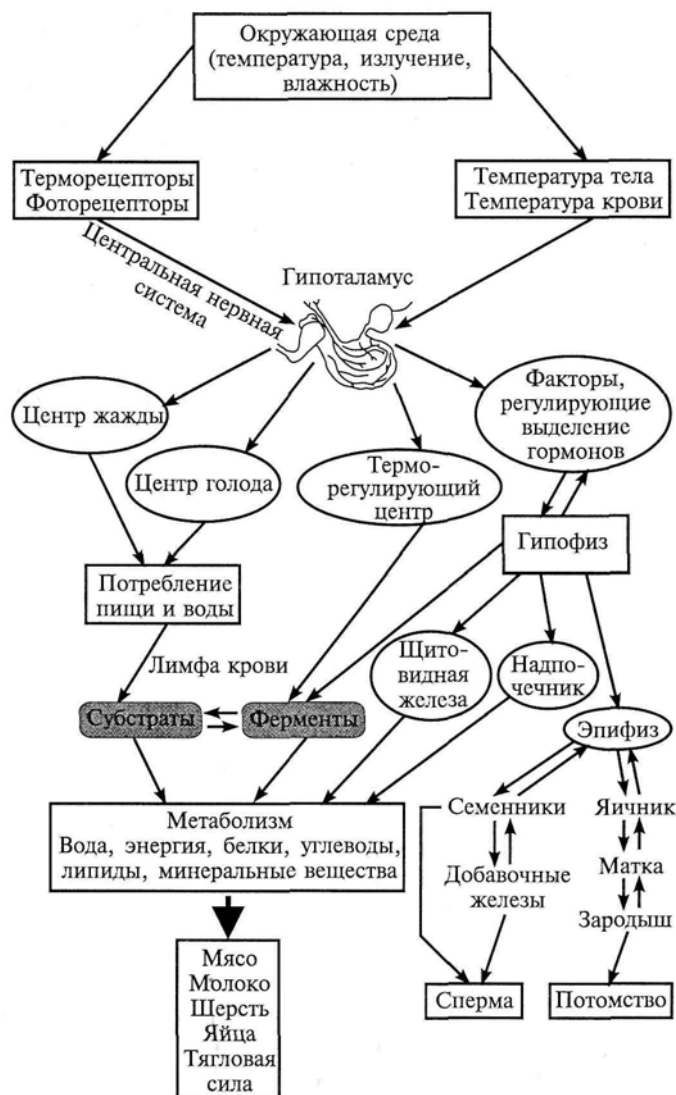 Окружающая среда
(температура, излучение,
влажность)
Терморецепторы
Фоторецепторы
Температура тела
Температура крови
Центральная нервная
система
Гипоталамус
Центр жажды
Центр голода
Термо-
регулирующий
центр
Факторы,
регулирующие
выделение
гормонов
Гипофиз
Потребление
пищи и воды
Лимфа крови
Щито-
видная
железа
Надпо-
чечник
Субстраты
Ферменты
Эпифиз
Метаболизм
Вода, энергия, белки, углеводы,
липиды, минеральные вещества
Семенники
Яичник
Добавочные
железы
Матка
Зародыш
Мясо
Молоко
Шерсть
Яйца
Тягловая
сила
Сперма
Потомство